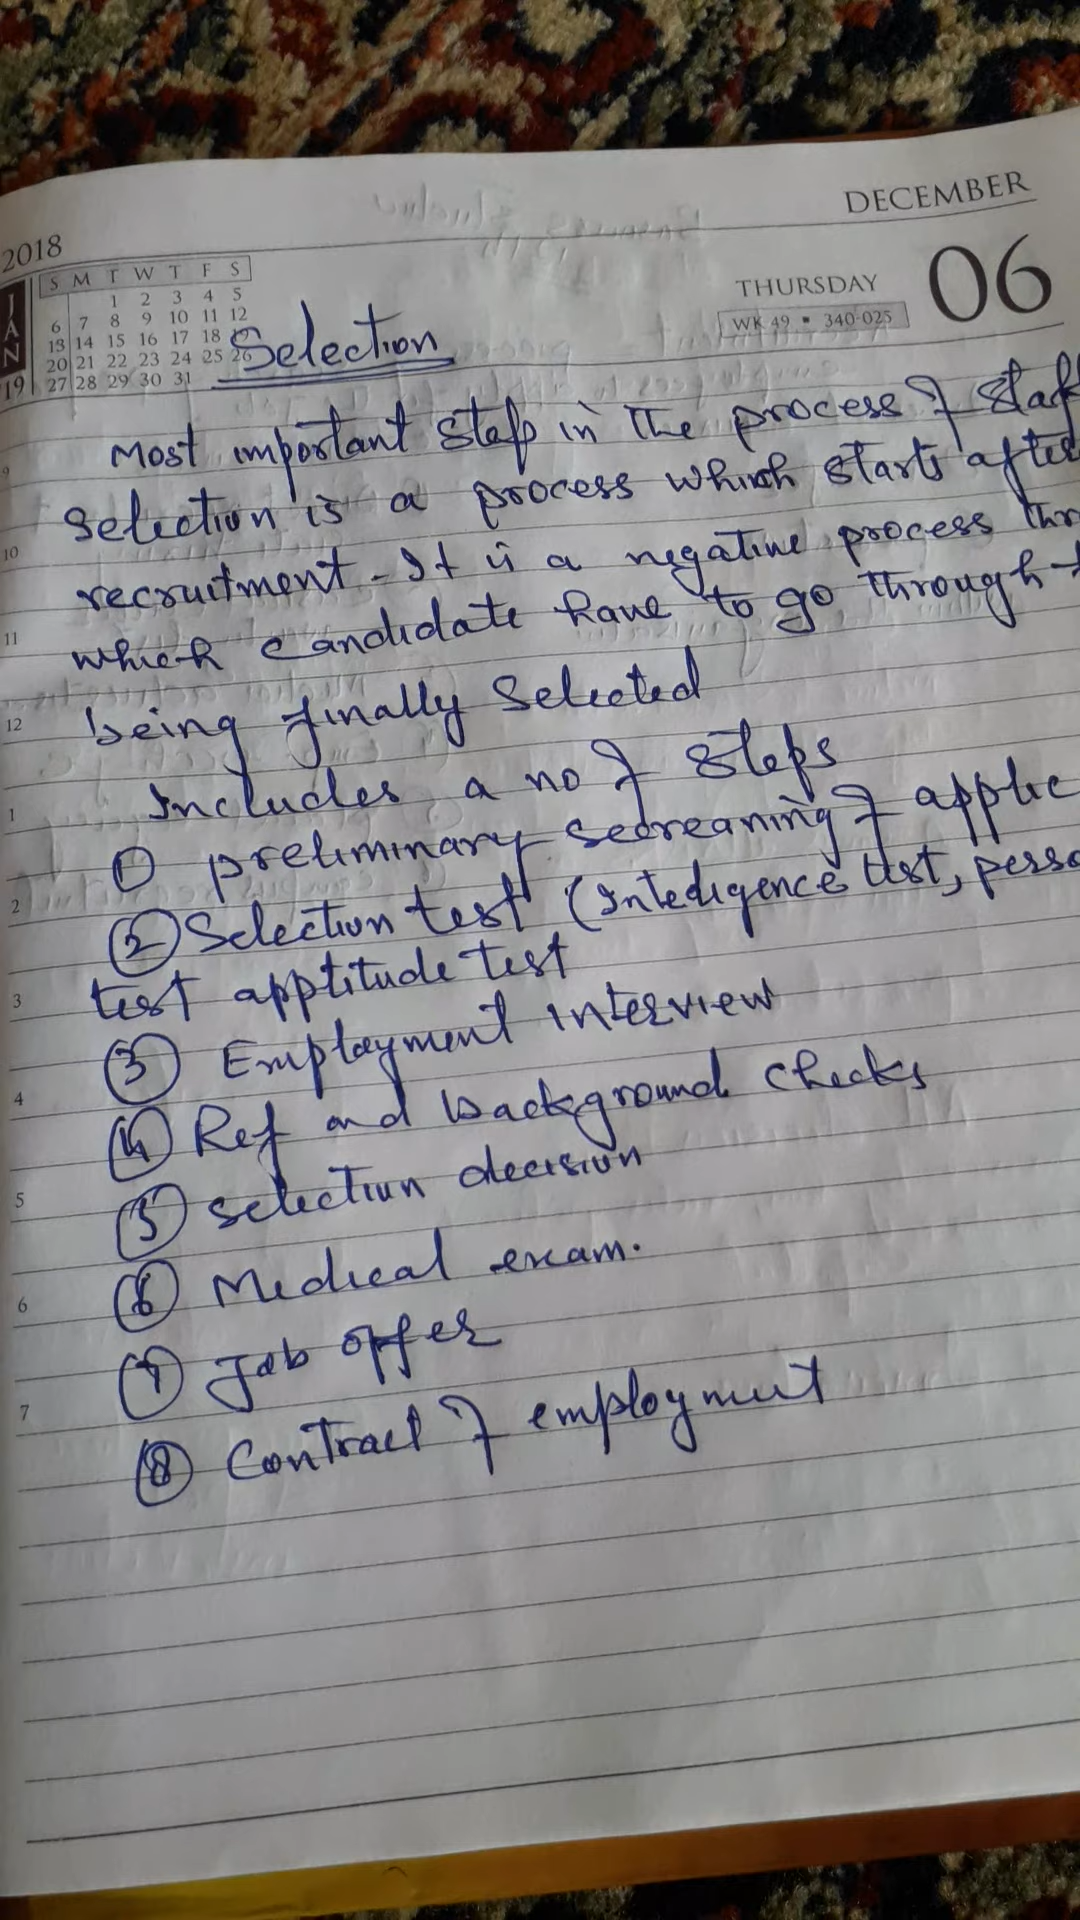 DECEMBER
2018
THURSDAY 06
WK 49 • 340-025
JAN 19
S M T W T F S
1 2 3 4 5
6 7 8 9 10 11 12
13 14 15 16 17 18 19
20 21 22 23 24 25 26
27 28 29 30 31
Selection
9 Most important step in the process of Staf
selection is a process which starts after
10 recruitment - It is a negative process thr
11 which candidate have to go through
12 being finally Selected
1 Includes a no of steps
① preliminary secreaning of applic
2 ② Selection test (Intedigence test, perso
3 test apptitude test
③ Employment interview
4 ④ Ref and background checks
5 ⑤ selection decision
6 ⑥ Medical exam.
⑦ Job offer
7 ⑧ Contract of employment